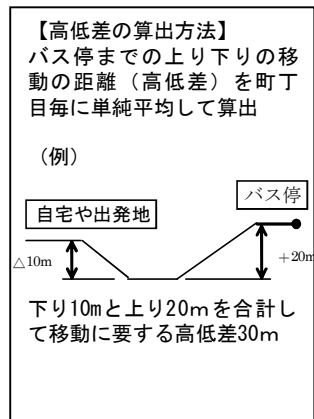 【高低差の算出方法】
バス停までの上り下りの移
動の距離（高低差）を町丁
目毎に単純平均して算出
（例）
バス停
自宅や出発地
△10m
+20m
下り10mと上り20mを合計し
て移動に要する高低差30m